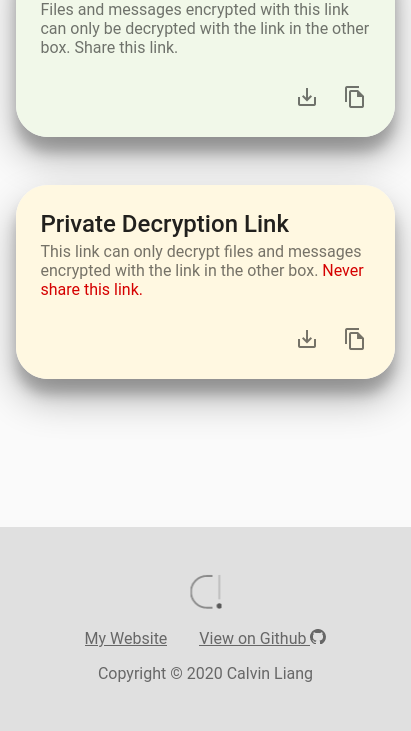 Files and messages encrypted with this link
can only be decrypted with the link in the other
box. Share this link.
Private Decryption Link
This link can only decrypt files and messages
encrypted with the link in the other box. Never
share this link.
C!
My Website View on Github
Copyright © 2020 Calvin Liang